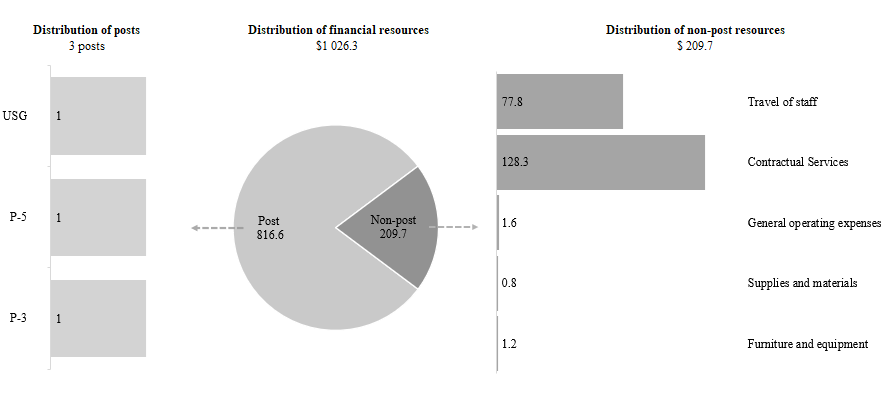 Distribution of posts
3 posts
USG
1
P-5
1
P-3
1
Distribution of financial resources
$1 026.3
Post
816.6
Non-post
209.7
Distribution of non-post resources
$ 209.7
77.8
Travel of staff
128.3
Contractual Services
1.6
General operating expenses
0.8
Supplies and materials
1.2
Furniture and equipment